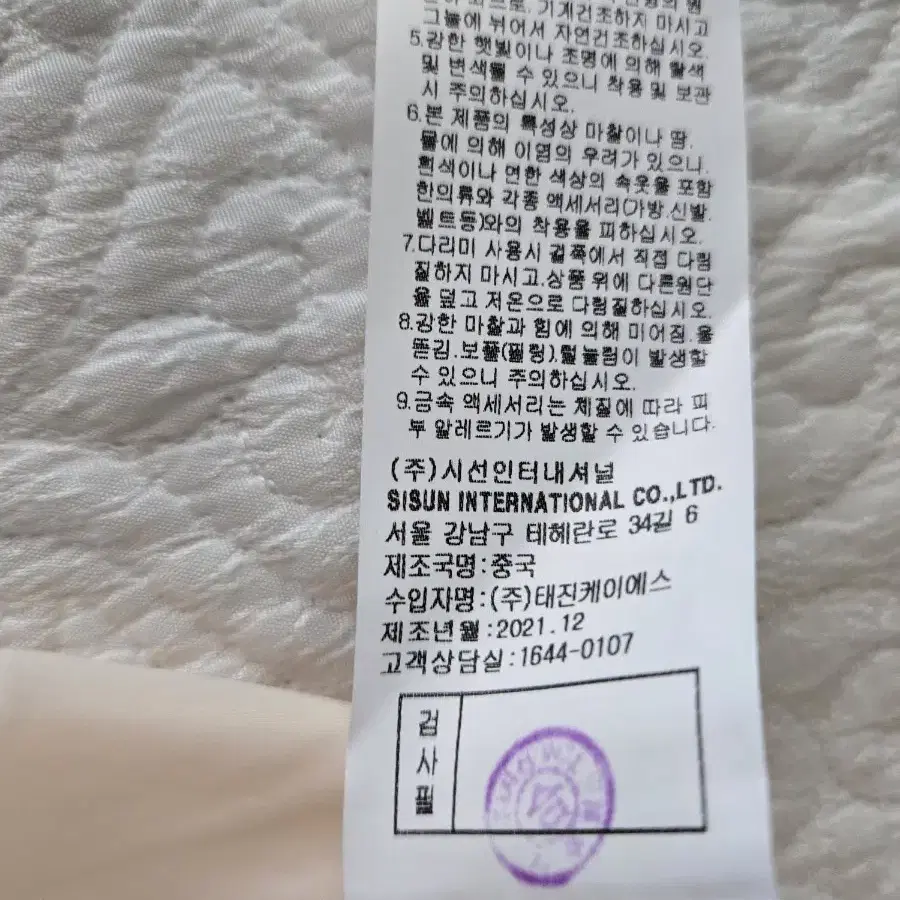 므로, 기계건조하지 마시고
그늘에 뉘어서 자연건조하십시오.
5.강한 햇빛이나 조명에 의해 탈색
및 변색될 수 있으니 착용 및 보관
시 주의하십시오.
6.본 제품의 특성상 마찰이나 땀,
물에 의해 이염의 우려가 있으니,
흰색이나 연한 색상의 속옷을 포함
한의류와 각종 액세서리(가방,신발,
벨트등)와의 착용을 피하십시오.
7.다리미 사용시 겉쪽에서 직접 다림
질하지 마시고,상품 위에 다른원단
을 덮고 저온으로 다림질하십시오.
8.강한 마찰과 힘에 의해 미어짐,올
뜯김,보풀(필링),털눌림이 발생할
수 있으니 주의하십시오.
9.금속 액세서리는 체질에 따라 피
부 알레르기가 발생할 수 있습니다.
(주)시선인터내셔널
SISUN INTERNATIONAL CO.,LTD.
서울 강남구 테헤란로 34길 6
제조국명:중국
수입자명:(주)태진케이에스
제조년월:2021.12
고객상담실:1644-0107
검
사
필